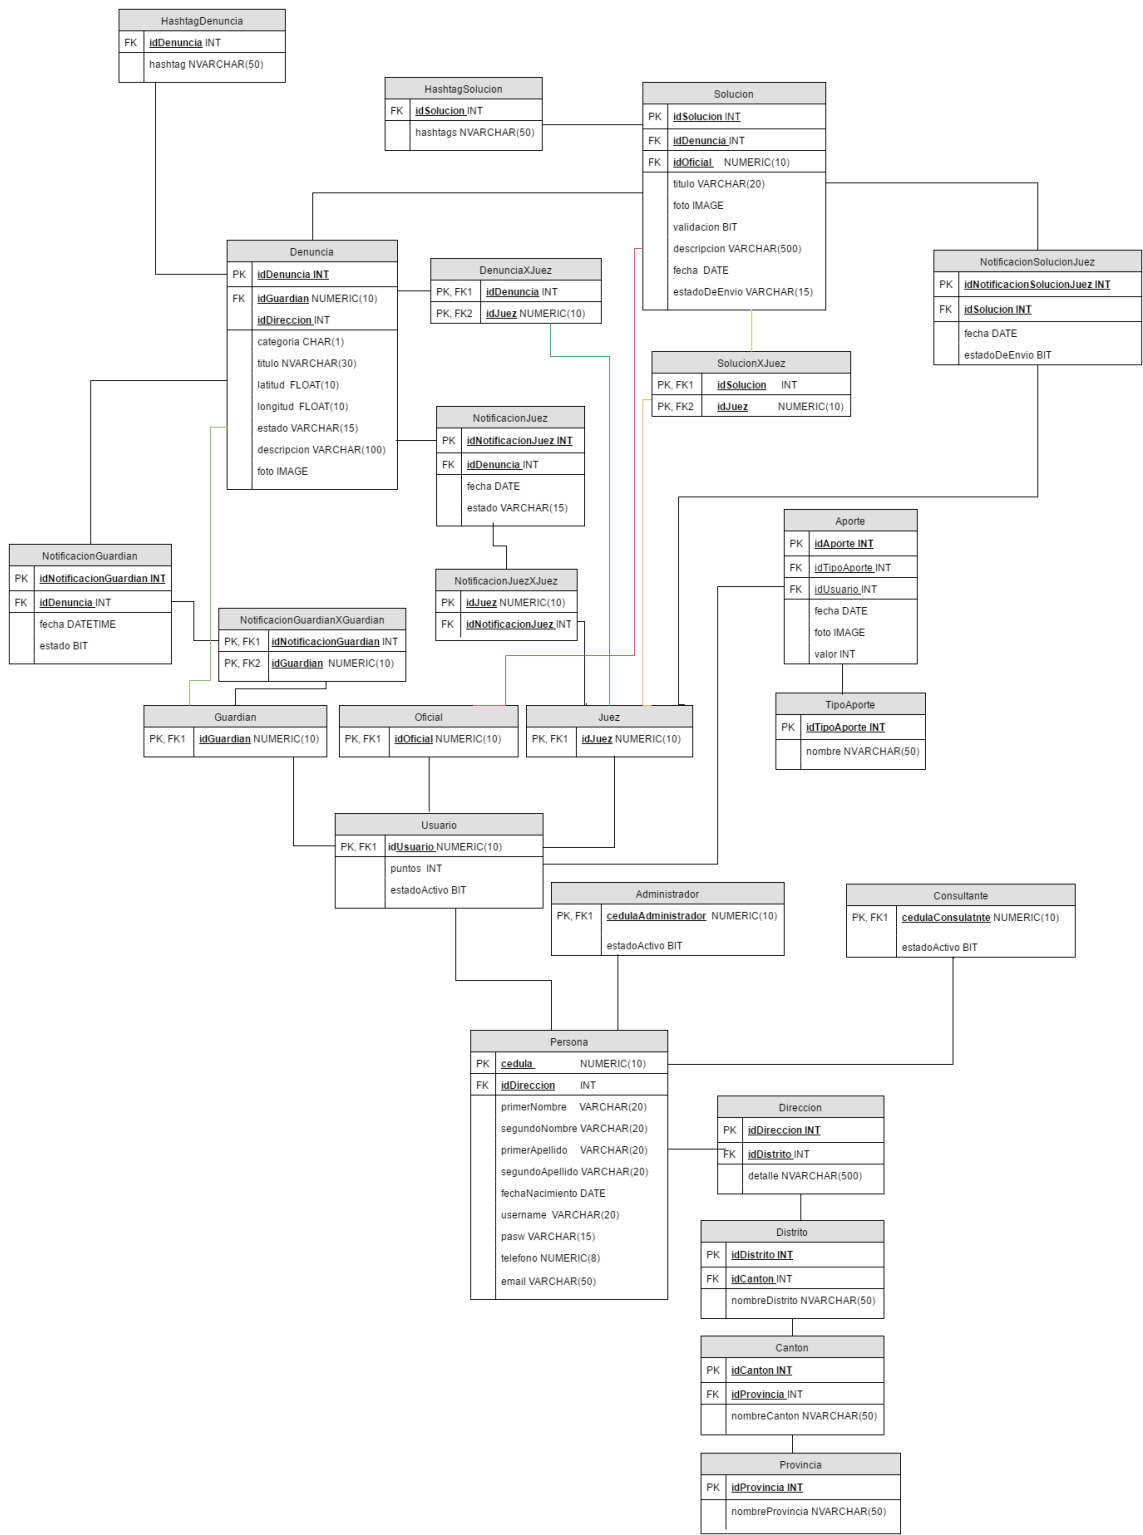 HashtagDenuncia
FK idDenuncia INT
hashtag NVARCHAR(50)
HashtagSolucion
FK idSolucion INT
hashtags NVARCHAR(50)
Solucion
PK idSolucion INT
FK idDenuncia INT
FK idOficial NUMERIC(10)
titulo VARCHAR(20)
foto IMAGE
validacion BIT
descripcion VARCHAR(500)
fecha DATE
estadoDeEnvio VARCHAR(15)
Denuncia
PK idDenuncia INT
FK idGuardian NUMERIC(10)
idDireccion INT
categoria CHAR(1)
titulo NVARCHAR(30)
latitud FLOAT(10)
longitud FLOAT(10)
estado VARCHAR(15)
descripcion VARCHAR(100)
foto IMAGE
DenunciaXJuez
PK, FK1 idDenuncia INT
PK, FK2 idJuez NUMERIC(10)
NotificacionSolucionJuez
PK idNotificacionSolucionJuez INT
FK idSolucion INT
fecha DATE
estadoDeEnvio BIT
SolucionXJuez
PK, FK1 idSolucion INT
PK, FK2 idJuez NUMERIC(10)
NotificacionJuez
PK idNotificacionJuez INT
FK idDenuncia INT
fecha DATE
estado VARCHAR(15)
Aporte
PK idAporte INT
FK idTipoAporte INT
FK idUsuario INT
fecha DATE
foto IMAGE
valor INT
NotificacionGuardian
PK idNotificacionGuardian INT
FK idDenuncia INT
fecha DATETIME
estado BIT
NotificacionJuezXJuez
PK idJuez NUMERIC(10)
FK idNotificacionJuez INT
NotificacionGuardianXGuardian
PK, FK1 idNotificacionGuardian INT
PK, FK2 idGuardian NUMERIC(10)
TipoAporte
PK idTipoAporte INT
nombre NVARCHAR(50)
Guardian
PK, FK1 idGuardian NUMERIC(10)
Oficial
PK, FK1 idOficial NUMERIC(10)
Juez
PK, FK1 idJuez NUMERIC(10)
Usuario
PK, FK1 idUsuario NUMERIC(10)
puntos INT
estadoActivo BIT
Administrador
PK, FK1 cedulaAdministrador NUMERIC(10)
estadoActivo BIT
Consultante
PK, FK1 cedulaConsulatnte NUMERIC(10)
estadoActivo BIT
Persona
PK cedula NUMERIC(10)
FK idDireccion INT
primerNombre VARCHAR(20)
segundoNombre VARCHAR(20)
primerApellido VARCHAR(20)
segundoApellido VARCHAR(20)
fechaNacimiento DATE
username VARCHAR(20)
pasw VARCHAR(15)
telefono NUMERIC(8)
email VARCHAR(50)
Direccion
PK idDireccion INT
FK idDistrito INT
detalle NVARCHAR(500)
Distrito
PK idDistrito INT
FK idCanton INT
nombreDistrito NVARCHAR(50)
Canton
PK idCanton INT
FK idProvincia INT
nombreCanton NVARCHAR(50)
Provincia
PK idProvincia INT
nombreProvincia NVARCHAR(50)